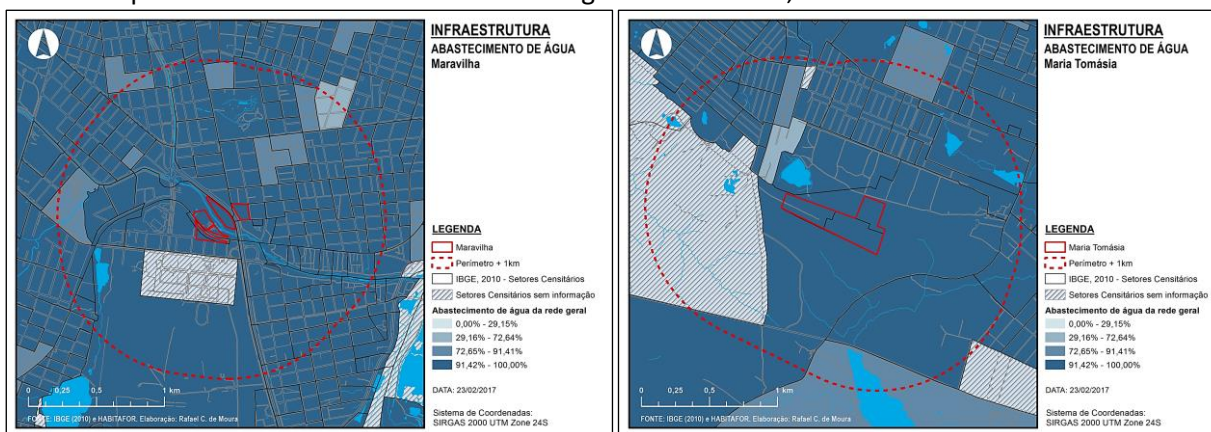 INFRAESTRUTURA
ABASTECIMENTO DE ÁGUA
Maravilha
LEGENDA
Maravilha
Perímetro + 1km
IBGE, 2010 - Setores Censitários
Setores Censitários sem informação
Abastecimento de água da rede geral
0,00% - 29,15%
29,16% - 72,64%
72,65% - 91,41%
91,42% - 100,00%
DATA: 23/02/2017
Sistema de Coordenadas:
SIRGAS 2000 UTM Zone 24S
0 0,25 0,5 1 km
FONTE: IBGE (2010) e HABITAFOR. Elaboração: Rafael C. de Moura
INFRAESTRUTURA
ABASTECIMENTO DE ÁGUA
Maria Tomásia
LEGENDA
Maria Tomásia
Perímetro + 1km
IBGE, 2010 - Setores Censitários
Setores Censitários sem informação
Abastecimento de água da rede geral
0,00% - 29,15%
29,16% - 72,64%
72,65% - 91,41%
91,42% - 100,00%
DATA: 23/02/2017
Sistema de Coordenadas:
SIRGAS 2000 UTM Zone 24S
0 0,25 0,5 1 km
FONTE: IBGE (2010) e HABITAFOR. Elaboração: Rafael C. de Moura